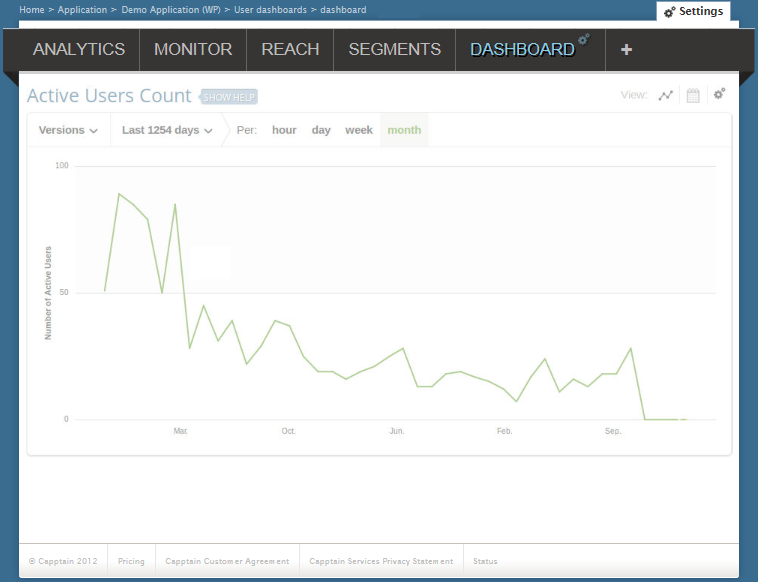 Home > Application > Demo Application (WP) > User dashboards > dashboard
Settings
ANALYTICS MONITOR REACH SEGMENTS DASHBOARD +
Active Users Count SHOW HELP View:
Versions Last 1254 days Per: hour day week month
100
Number of Active Users
50
0
Mar. Oct. Jun. Feb. Sep.
© Capptain 2012 Pricing Capptain Customer Agreement Capptain Services Privacy Statement Status